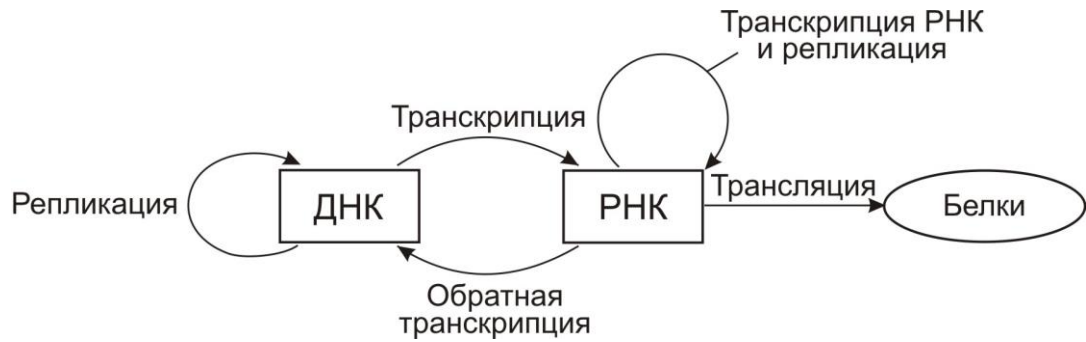 Транскрипция РНК
и репликация
Транскрипция
Репликация
ДНК
РНК
Трансляция
Белки
Обратная
транскрипция